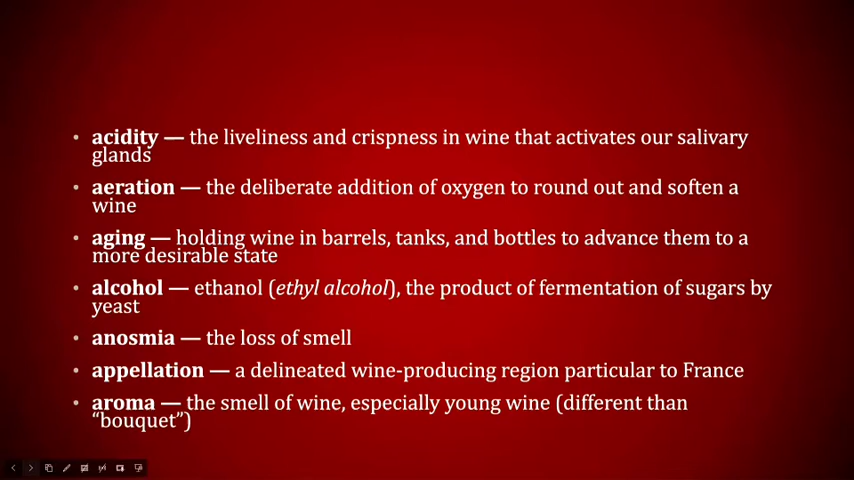 • acidity — the liveliness and crispness in wine that activates our salivary
glands
• aeration — the deliberate addition of oxygen to round out and soften a
wine
• aging — holding wine in barrels, tanks, and bottles to advance them to a
more desirable state
• alcohol — ethanol (ethyl alcohol), the product of fermentation of sugars by
yeast
• anosmia — the loss of smell
• appellation — a delineated wine-producing region particular to France
• aroma — the smell of wine, especially young wine (different than
“bouquet”)